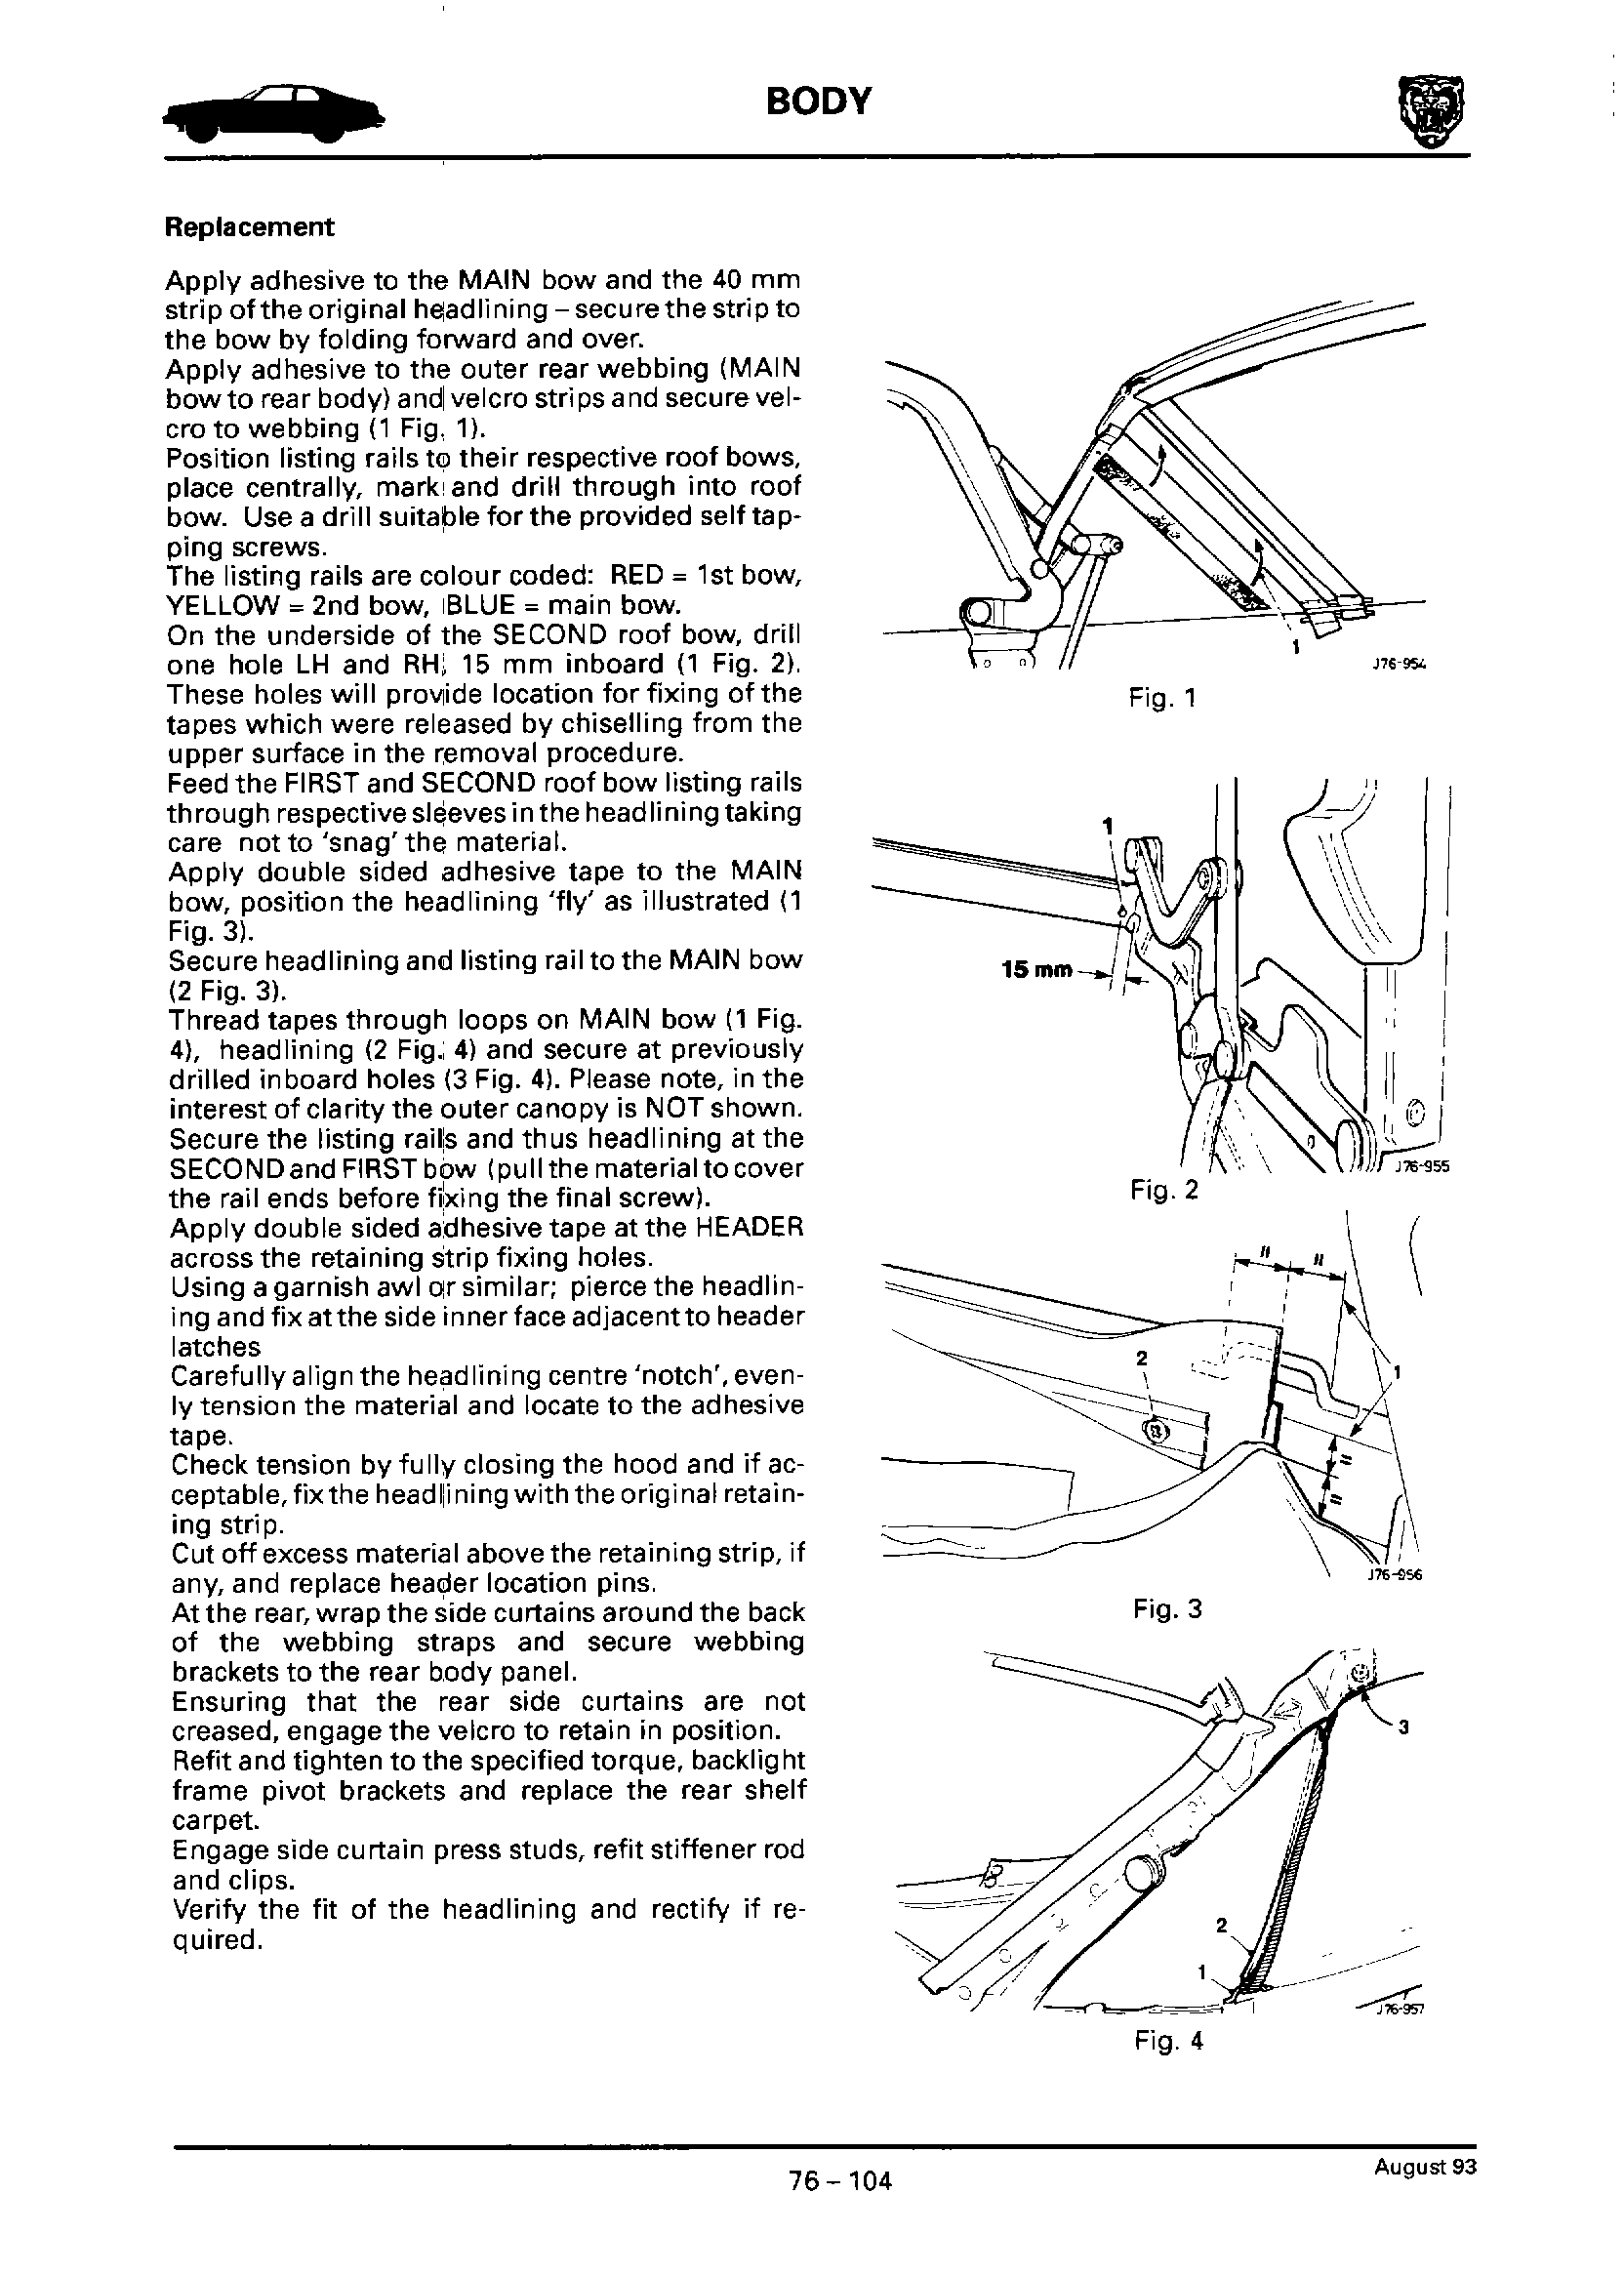 BODY
Replacement
Apply adhesive to the MAIN bow and the 40 mm
strip of the original headlining – secure the strip to
the bow by folding forward and over.
Apply adhesive to the outer rear webbing (MAIN
bow to rear body) and velcro strips and secure vel-
cro to webbing (1 Fig. 1).
Position listing rails to their respective roof bows,
place centrally, mark and drill through into roof
bow. Use a drill suitable for the provided self tap-
ping screws.
The listing rails are colour coded: RED = 1st bow,
YELLOW = 2nd bow, BLUE = main bow.
On the underside of the SECOND roof bow, drill
one hole LH and RH, 15 mm inboard (1 Fig. 2).
These holes will provide location for fixing of the
tapes which were released by chiselling from the
upper surface in the removal procedure.
Feed the FIRST and SECOND roof bow listing rails
through respective sleeves in the headlining taking
care not to 'snag' the material.
Apply double sided adhesive tape to the MAIN
bow, position the headlining 'fly' as illustrated (1
Fig. 3).
Secure headlining and listing rail to the MAIN bow
(2 Fig. 3).
Thread tapes through loops on MAIN bow (1 Fig.
4), headlining (2 Fig. 4) and secure at previously
drilled inboard holes (3 Fig. 4). Please note, in the
interest of clarity the outer canopy is NOT shown.
Secure the listing rails and thus headlining at the
SECOND and FIRST bow (pull the material to cover
the rail ends before fixing the final screw).
Apply double sided adhesive tape at the HEADER
across the retaining strip fixing holes.
Using a garnish awl or similar; pierce the headlin-
ing and fix at the side inner face adjacent to header
latches
Carefully align the headlining centre 'notch', even-
ly tension the material and locate to the adhesive
tape.
Check tension by fully closing the hood and if ac-
ceptable, fix the headlining with the original retain-
ing strip.
Cut off excess material above the retaining strip, if
any, and replace header location pins.
At the rear, wrap the side curtains around the back
of the webbing straps and secure webbing
brackets to the rear body panel.
Ensuring that the rear side curtains are not
creased, engage the velcro to retain in position.
Refit and tighten to the specified torque, backlight
frame pivot brackets and replace the rear shelf
carpet.
Engage side curtain press studs, refit stiffener rod
and clips.
Verify the fit of the headlining and rectify if re-
quired.
1
J76-954
Fig. 1
1
15 mm
J76-955
Fig. 2
2
1
J76-956
Fig. 3
3
2
1
J76-957
Fig. 4
76 – 104
August 93